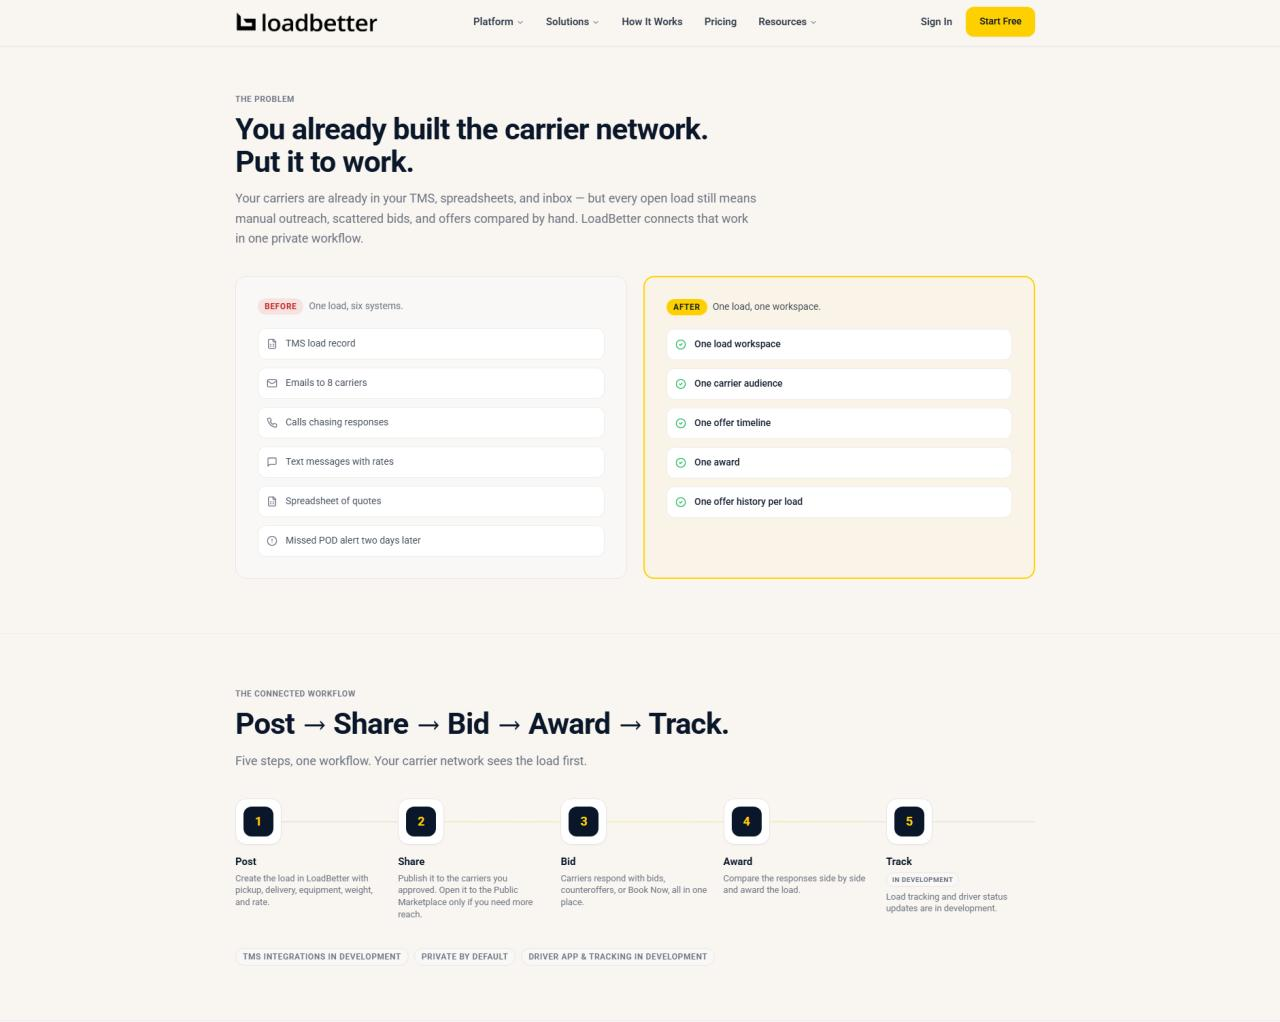 loadbetter
Platform
Solutions
How It Works
Pricing
Resources
Sign In
Start Free
THE PROBLEM
You already built the carrier network.
Put it to work.
Your carriers are already in your TMS, spreadsheets, and inbox — but every open load still means
manual outreach, scattered bids, and offers compared by hand. LoadBetter connects that work
in one private workflow.
BEFORE One load, six systems.
TMS load record
Emails to 8 carriers
Calls chasing responses
Text messages with rates
Spreadsheet of quotes
Missed POD alert two days later
AFTER One load, one workspace.
One load workspace
One carrier audience
One offer timeline
One award
One offer history per load
THE CONNECTED WORKFLOW
Post → Share → Bid → Award → Track.
Five steps, one workflow. Your carrier network sees the load first.
1
Post
Create the load in LoadBetter with
pickup, delivery, equipment, weight,
and rate.
2
Share
Publish it to the carriers you
approved. Open it to the Public
Marketplace only if you need more
reach.
3
Bid
Carriers respond with bids,
counteroffers, or Book Now, all in one
place.
4
Award
Compare the responses side by side
and award the load.
5
Track
IN DEVELOPMENT
Load tracking and driver status
updates are in development.
TMS INTEGRATIONS IN DEVELOPMENT
PRIVATE BY DEFAULT
DRIVER APP & TRACKING IN DEVELOPMENT